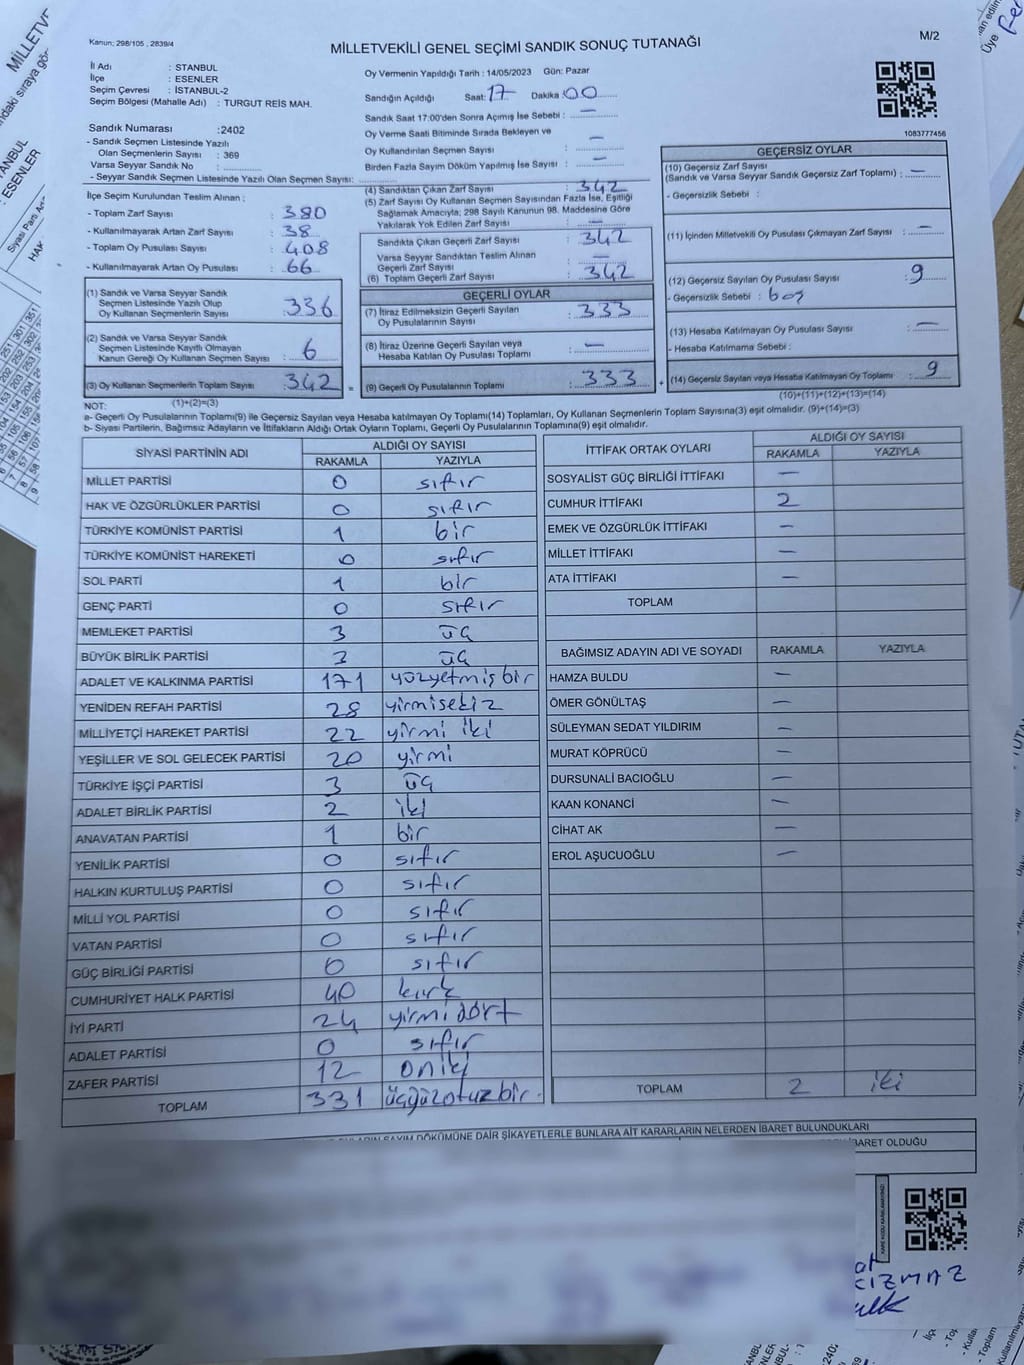 Kanun; 298/105 , 2839/4
MİLLETVEKİLİ GENEL SEÇİMİ SANDIK SONUÇ TUTANAĞI
M/2
İl Adı : STANBUL
İlçe : ESENLER
Seçim Çevresi : İSTANBUL-2
Seçim Bölgesi (Mahalle Adı) : TURGUT REİS MAH.
Oy Vermenin Yapıldığı Tarih : 14/05/2023 Gün: Pazar
Sandığın Açıldığı Saat: 17 Dakika : 00
Sandık Saat 17:00'den Sonra Açımış İse Sebebi : —
Oy Verme Saati Bitiminde Sırada Bekleyen ve
Oy Kullandırılan Seçmen Sayısı : —
Birden Fazla Sayım Döküm Yapılmış İse Sayısı : —
1083777456
Sandık Numarası :2402
- Sandık Seçmen Listesinde Yazılı
Olan Seçmenlerin Sayısı : 369
Varsa Seyyar Sandık No :
- Seyyar Sandık Seçmen Listesinde Yazılı Olan Seçmen Sayısı:
İlçe Seçim Kurulundan Teslim Alınan ;
- Toplam Zarf Sayısı : 380
- Kullanılmayarak Artan Zarf Sayısı : 38
- Toplam Oy Pusulası Sayısı : 408
- Kullanılmayarak Artan Oy Pusulası : 66
(1) Sandık ve Varsa Seyyar Sandık
Seçmen Listesinde Yazılı Olup
Oy Kullanan Seçmenlerin Sayısı : 336
(2) Sandık ve Varsa Seyyar Sandık
Seçmen Listesinde Kayıtlı Olmayan
Kanun Gereği Oy Kullanan Seçmen Sayısı : 6
(3) Oy Kullanan Seçmenlerin Toplam Sayısı : 342 =
(1)+(2)=(3)
(4) Sandıktan Çıkan Zarf Sayısı : 342
(5) Zarf Sayısı Oy Kullanan Seçmen Sayısından Fazla İse, Eşitliği
Sağlamak Amacıyla; 298 Sayılı Kanunun 98. Maddesine Göre
Yakılarak Yok Edilen Zarf Sayısı : —
Sandıkta Çıkan Geçerli Zarf Sayısı : 342
Varsa Seyyar Sandıktan Teslim Alınan
Geçerli Zarf Sayısı : —
(6) Toplam Geçerli Zarf Sayısı : 342
GEÇERLİ OYLAR
(7) İtiraz Edilmeksizin Geçerli Sayılan
Oy Pusulalarının Sayısı : 333
(8) İtiraz Üzerine Geçerli Sayılan veya
Hesaba Katılan Oy Pusulası Toplamı : —
(9) Geçerli Oy Pusulalarının Toplamı : 333 +
GEÇERSİZ OYLAR
(10) Geçersiz Zarf Sayısı
(Sandık ve Varsa Seyyar Sandık Geçersiz Zarf Toplamı) : —
- Geçersizlik Sebebi :
(11) İçinden Milletvekili Oy Pusulası Çıkmayan Zarf Sayısı : —
(12) Geçersiz Sayılan Oy Pusulası Sayısı : 9
- Geçersizlik Sebebi : boş
(13) Hesaba Katılmayan Oy Pusulası Sayısı : —
- Hesaba Katılmama Sebebi :
(14) Geçersiz Sayılan veya Hesaba Katılmayan Oy Toplamı : 9
(10)+(11)+(12)+(13)=(14)
NOT:
a- Geçerli Oy Pusulalarının Toplamı(9) ile Geçersiz Sayılan veya Hesaba katılmayan Oy Toplamı(14) Toplamları, Oy Kullanan Seçmenlerin Toplam Sayısına(3) eşit olmalıdır. (9)+(14)=(3)
b- Siyasi Partilerin, Bağımsız Adayların ve İttifakların Aldığı Ortak Oyların Toplamı, Geçerli Oy Pusulalarının Toplamına(9) eşit olmalıdır.
SİYASİ PARTİNİN ADI ALDIĞI OY SAYISI
RAKAMLA YAZIYLA
MİLLET PARTİSİ 0 sıfır
HAK VE ÖZGÜRLÜKLER PARTİSİ 0 sıfır
TÜRKİYE KOMÜNİST PARTİSİ 1 bir
TÜRKİYE KOMÜNİST HAREKETİ 0 sıfır
SOL PARTİ 1 bir
GENÇ PARTİ 0 sıfır
MEMLEKET PARTİSİ 3 üç
BÜYÜK BİRLİK PARTİSİ 3 üç
ADALET VE KALKINMA PARTİSİ 171 yüzyetmişbir
YENİDEN REFAH PARTİSİ 28 yirmisekiz
MİLLİYETÇİ HAREKET PARTİSİ 22 yirmi iki
YEŞİLLER VE SOL GELECEK PARTİSİ 20 yirmi
TÜRKİYE İŞÇİ PARTİSİ 3 üç
ADALET BİRLİK PARTİSİ 2 iki
ANAVATAN PARTİSİ 1 bir
YENİLİK PARTİSİ 0 sıfır
HALKIN KURTULUŞ PARTİSİ 0 sıfır
MİLLİ YOL PARTİSİ 0 sıfır
VATAN PARTİSİ 0 sıfır
GÜÇ BİRLİĞİ PARTİSİ 0 sıfır
CUMHURİYET HALK PARTİSİ 40 kırk
İYİ PARTİ 24 yirmidört
ADALET PARTİSİ 0 sıfır
ZAFER PARTİSİ 12 oniki
TOPLAM 331 üçyüzotuzbir
İTTİFAK ORTAK OYLARI ALDIĞI OY SAYISI
RAKAMLA YAZIYLA
SOSYALİST GÜÇ BİRLİĞİ İTTİFAKI —
CUMHUR İTTİFAKI 2
EMEK VE ÖZGÜRLÜK İTTİFAKI —
MİLLET İTTİFAKI —
ATA İTTİFAKI —
TOPLAM
BAĞIMSIZ ADAYIN ADI VE SOYADI RAKAMLA YAZIYLA
HAMZA BULDU —
ÖMER GÖNÜLTAŞ —
SÜLEYMAN SEDAT YILDIRIM —
MURAT KÖPRÜCÜ —
DURSUNALİ BACIOĞLU —
KAAN KONANCİ —
CİHAT AK —
EROL AŞUCUOĞLU —
TOPLAM 2 iki
SAYIM DÖKÜMÜNE DAİR ŞİKAYETLERLE BUNLARA AİT KARARLARIN NELERDEN İBARET BULUNDUKLARI
İBARET OLDUĞU